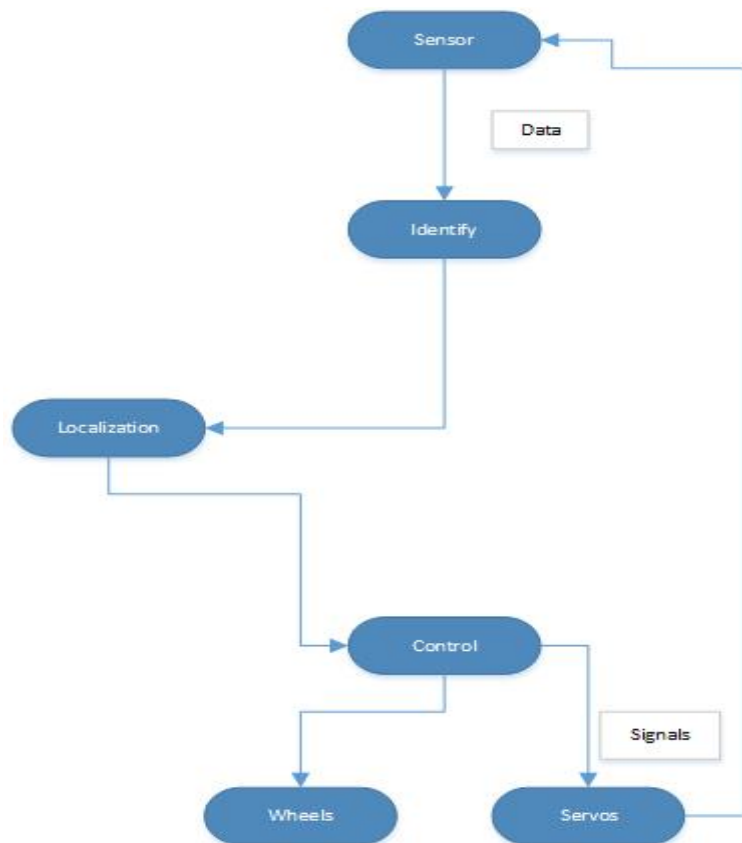 Sensor
Data
Identify
Localization
Control
Signals
Wheels
Servos